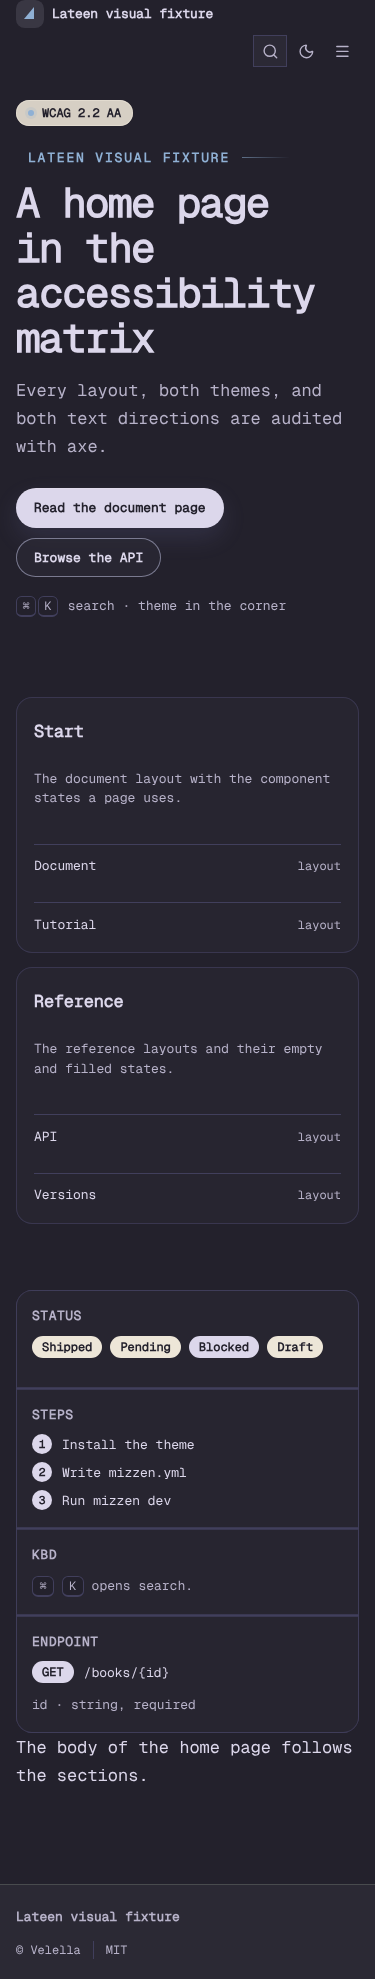 Lateen visual fixture
WCAG 2.2 AA
LATEEN VISUAL FIXTURE
A home page
in the
accessibility
matrix
Every layout, both themes, and
both text directions are audited
with axe.
Read the document page
Browse the API
⌘ K search · theme in the corner
Start
The document layout with the component
states a page uses.
Document layout
Tutorial layout
Reference
The reference layouts and their empty
and filled states.
API layout
Versions layout
STATUS
Shipped Pending Blocked Draft
STEPS
1 Install the theme
2 Write mizzen.yml
3 Run mizzen dev
KBD
⌘ K opens search.
ENDPOINT
GET /books/{id}
id · string, required
The body of the home page follows
the sections.
Lateen visual fixture
© Velella MIT